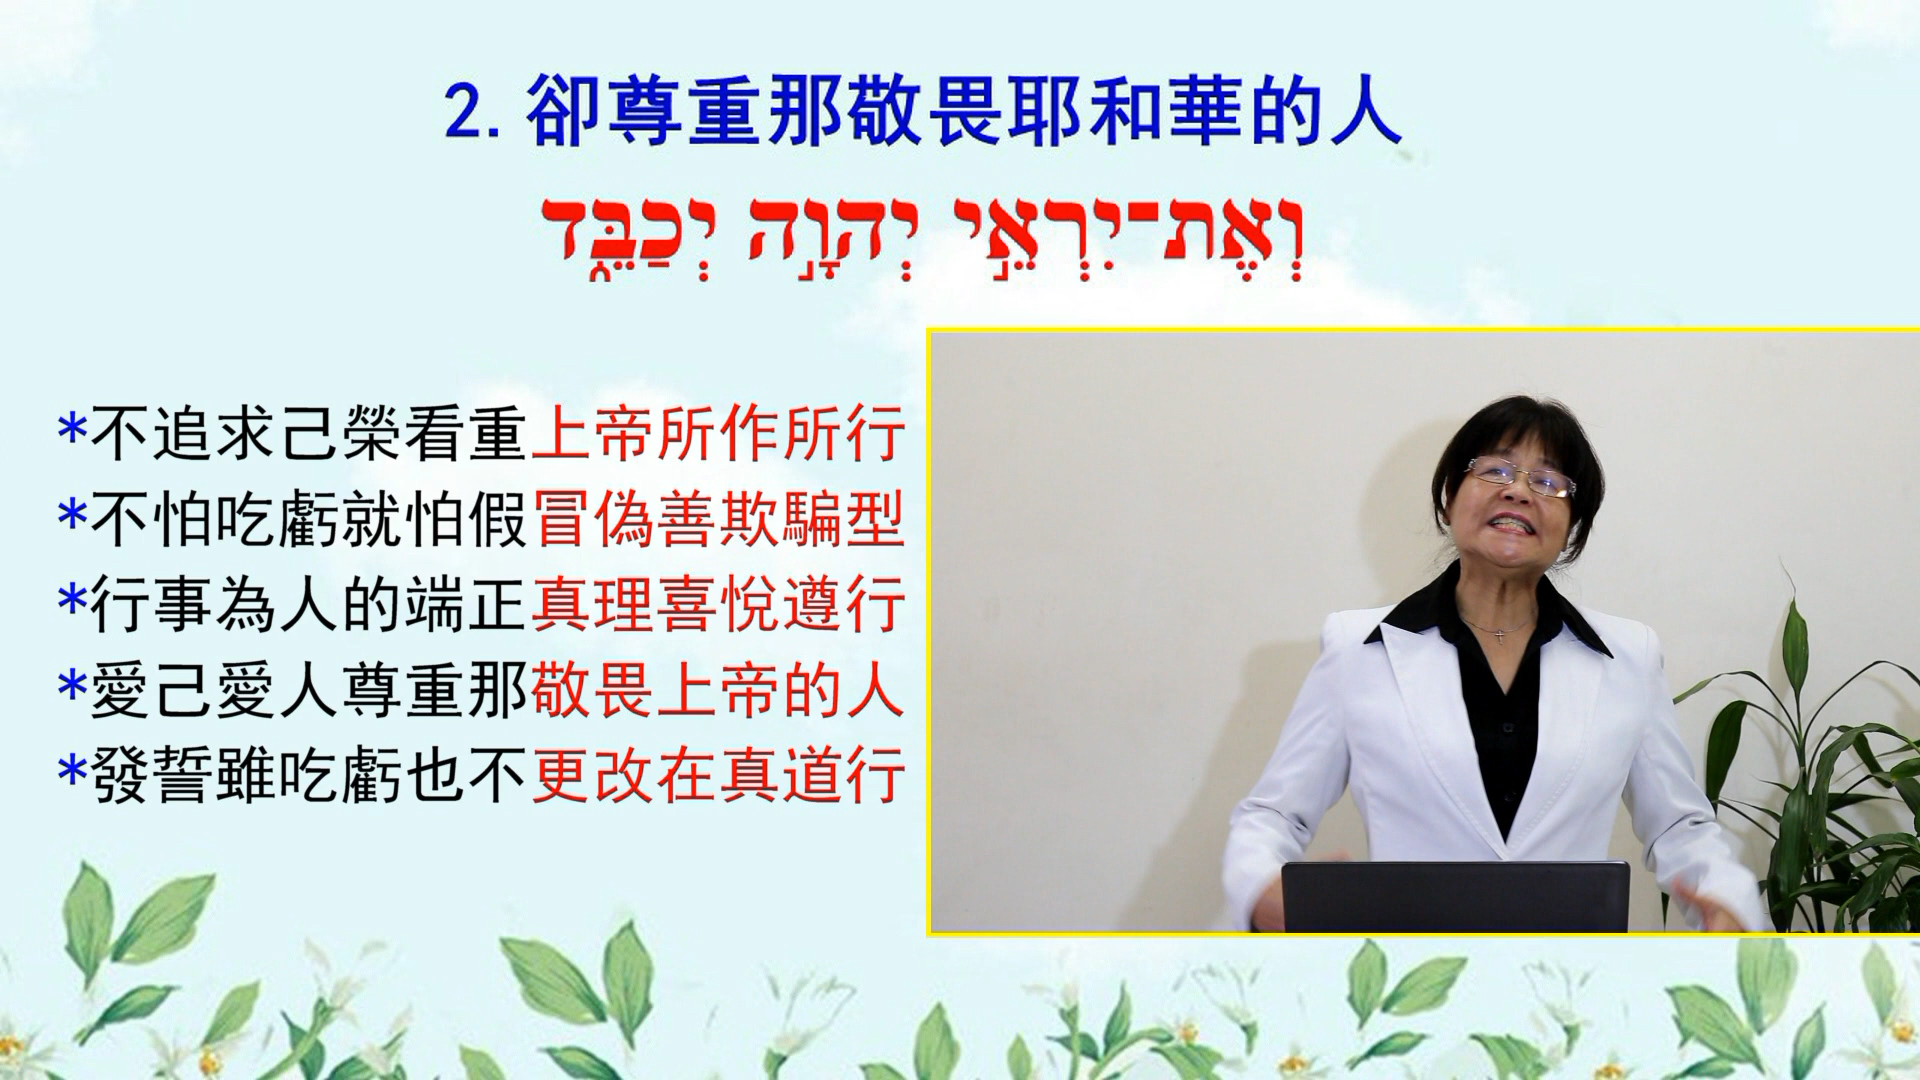 2. 卻尊重那敬畏耶和華的人
וְאֶת־יִרְאֵ֣י יְהוָ֣ה יְכַבֵּ֑ד
*不追求己榮看重上帝所作所行
*不怕吃虧就怕假冒偽善欺騙型
*行事為人的端正真理喜悅遵行
*愛己愛人尊重那敬畏上帝的人
*發誓雖吃虧也不更改在真道行